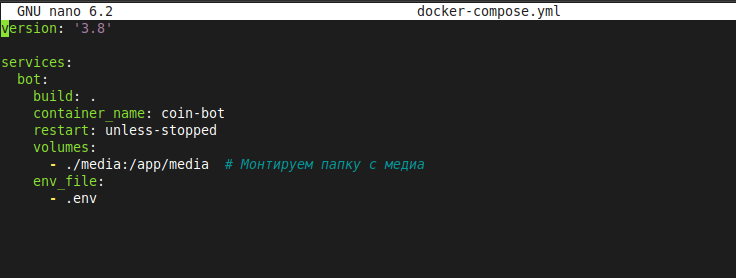 GNU nano 6.2 docker-compose.yml
version: '3.8'
services:
  bot:
    build: .
    container_name: coin-bot
    restart: unless-stopped
    volumes:
      - ./media:/app/media  # Монтируем папку с медиа
    env_file:
      - .env